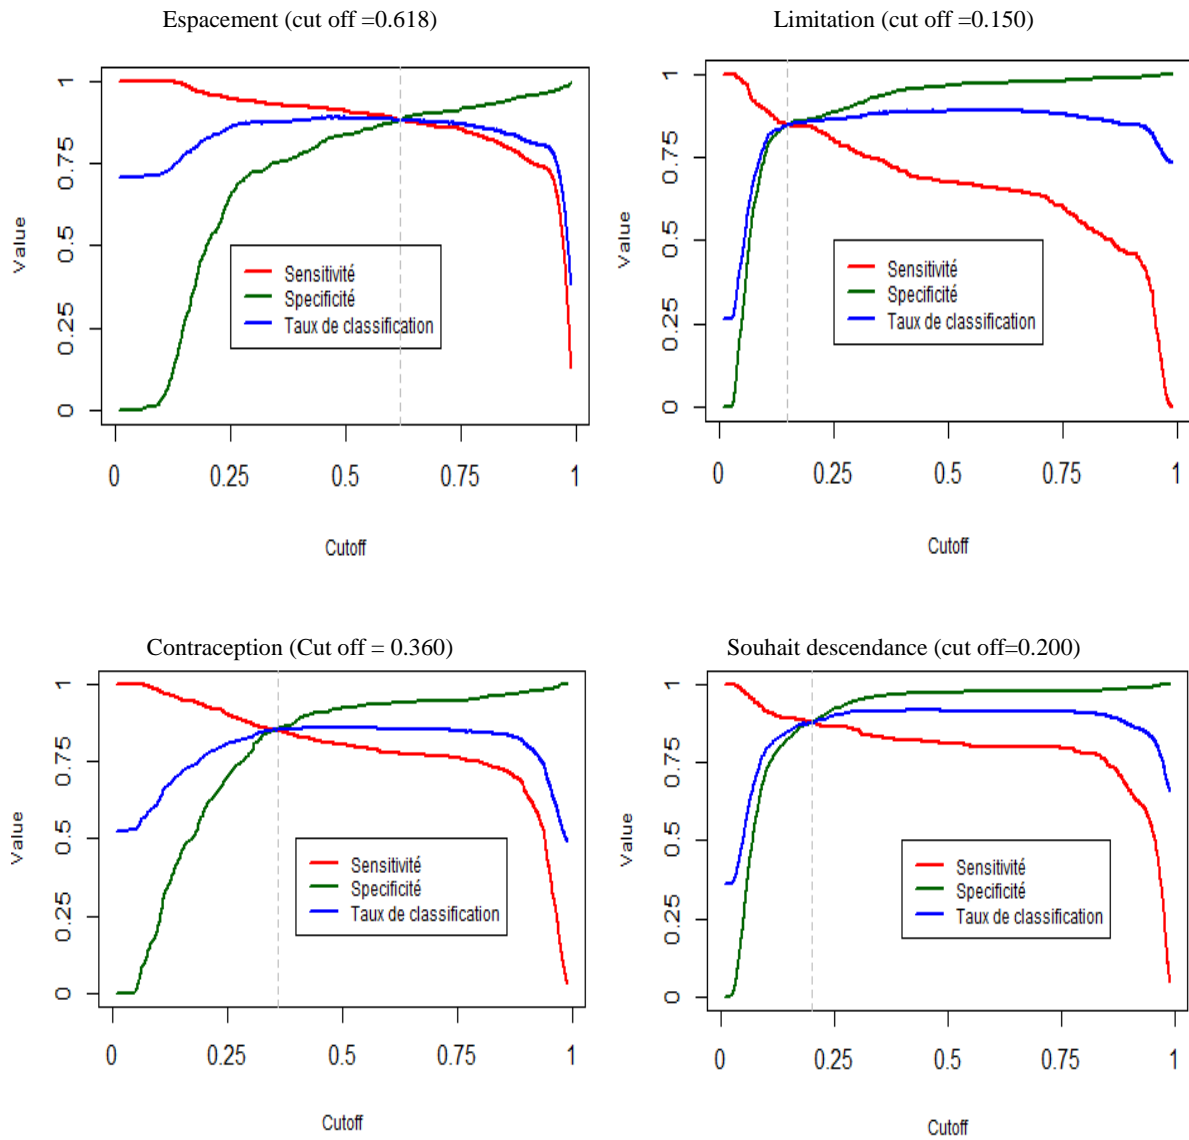 Espacement (cut off =0.618)
Value
1
0.75
0.5
0.25
0
Sensitivité
Specificité
Taux de classification
0 0.25 0.5 0.75 1
Cutoff
Limitation (cut off =0.150)
Value
1
0.75
0.5
0.25
0
Sensitivité
Specificité
Taux de classification
0 0.25 0.5 0.75 1
Cutoff
Contraception (Cut off = 0.360)
Value
1
0.75
0.5
0.25
0
Sensitivité
Specificité
Taux de classification
0 0.25 0.5 0.75 1
Cutoff
Souhait descendance (cut off=0.200)
Value
1
0.75
0.5
0.25
0
Sensitivité
Specificité
Taux de classification
0 0.25 0.5 0.75 1
Cutoff